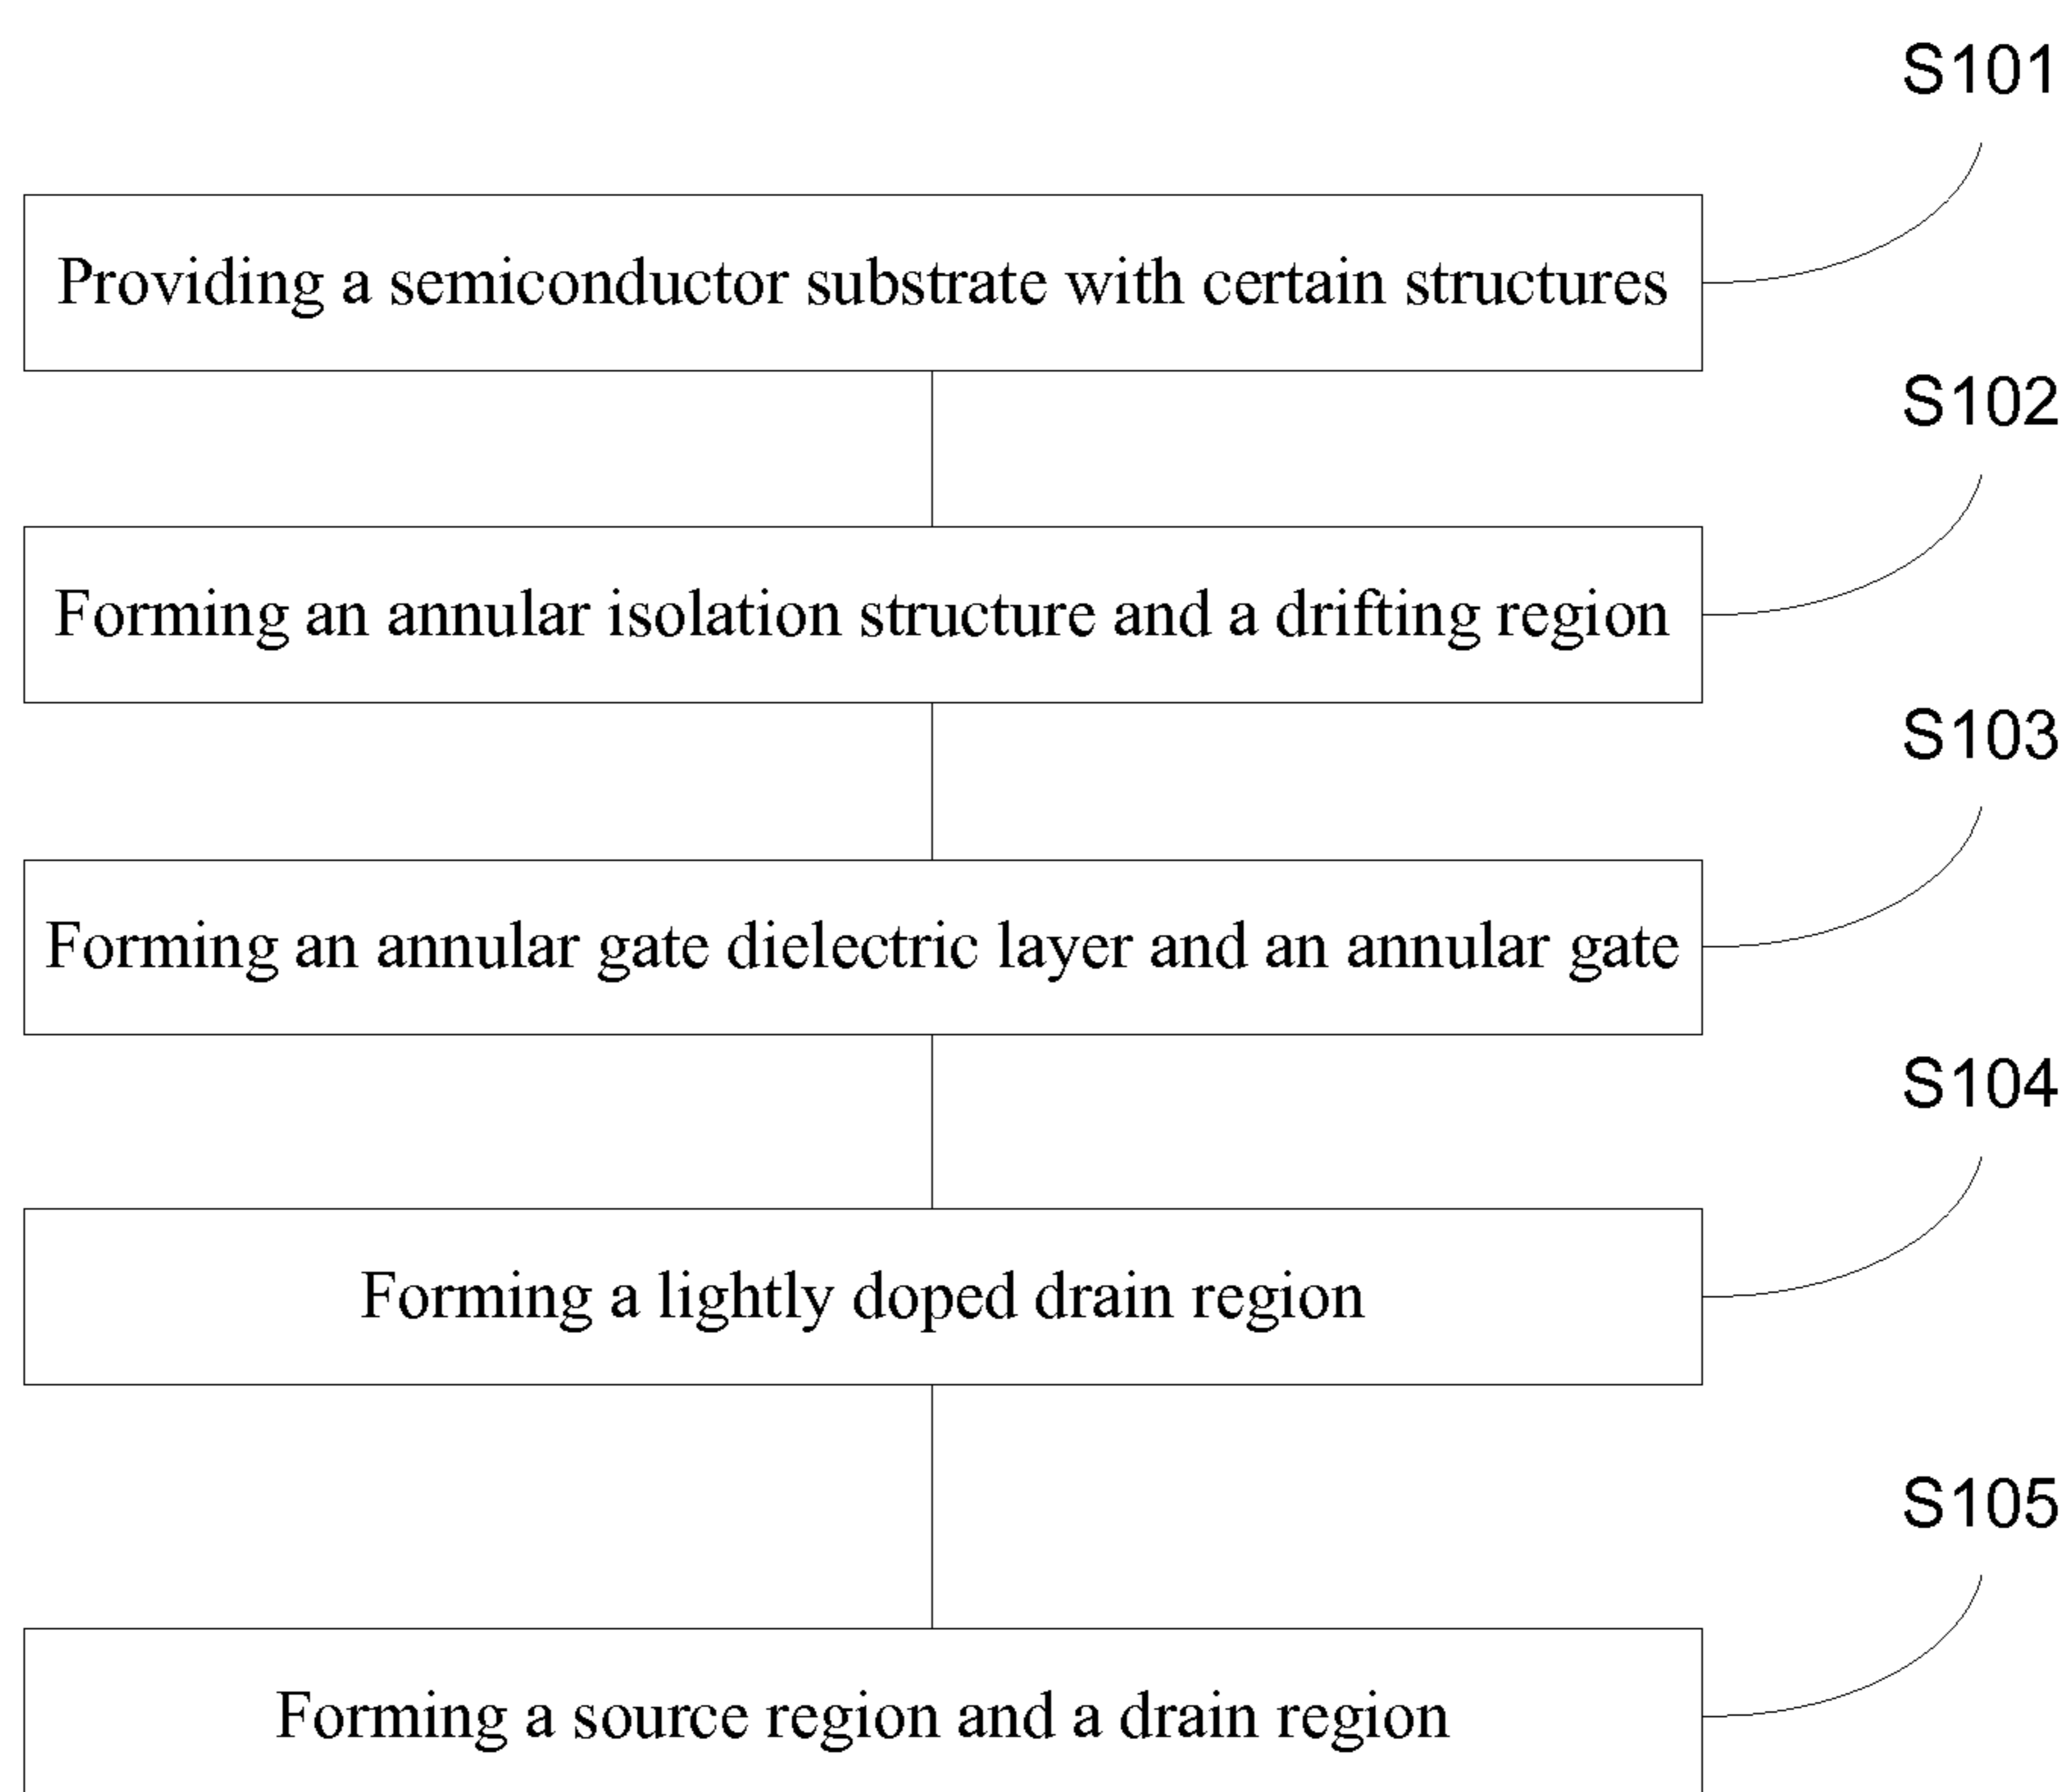 S101
Providing a semiconductor substrate with certain structures
S102
Forming an annular isolation structure and a drifting region
S103
Forming an annular gate dielectric layer and an annular gate
S104
Forming a lightly doped drain region
S105
Forming a source region and a drain region